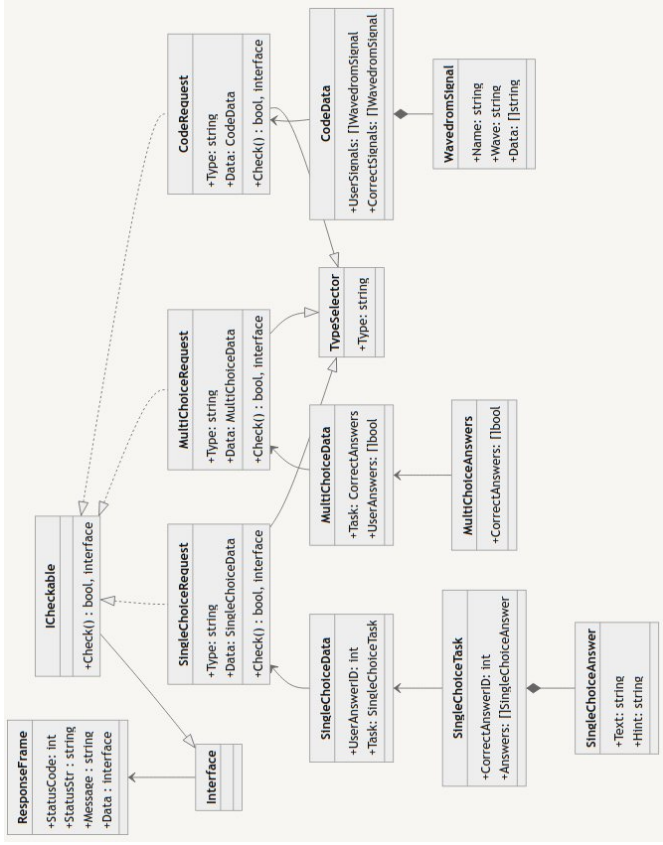 ResponseFrame
+StatusCode: int
+StatusStr : string
+Message : string
+Data : interface
Interface
ICheckable
+Check() : bool, interface
SingleChoiceRequest
+Type: string
+Data: SingleChoiceData
+Check() : bool, interface
MultiChoiceRequest
+Type: string
+Data: MultiChoiceData
+Check() : bool, interface
CodeRequest
+Type: string
+Data: CodeData
+Check() : bool, interface
SingleChoiceData
+UserAnswerID: int
+Task: SingleChoiceTask
MultiChoiceData
+Task: CorrectAnswers
+UserAnswers: []bool
TypeSelector
+Type: string
CodeData
+UserSignals: []WavedromSignal
+CorrectSignals: []WavedromSignal
SingleChoiceTask
+CorrectAnswerID: int
+Answers: []SingleChoiceAnswer
MultiChoiceAnswers
+CorrectAnswers: []bool
WavedromSignal
+Name: string
+Wave: string
+Data: []string
SingleChoiceAnswer
+Text: string
+Hint: string